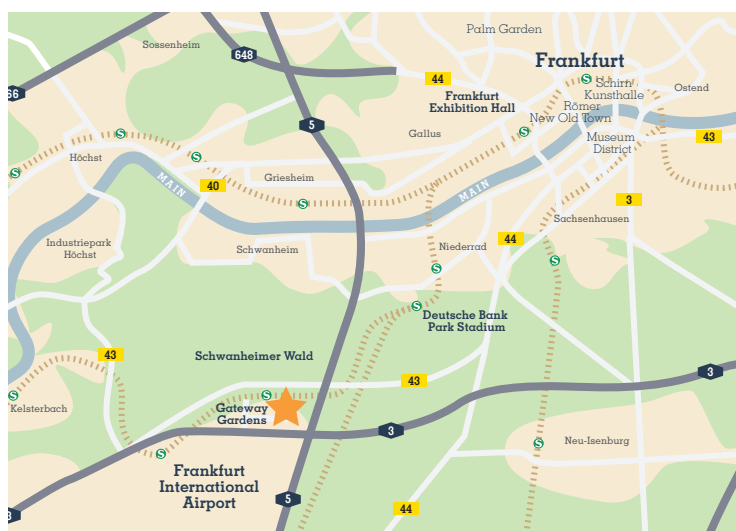 Palm Garden
Sossenheim
648
Frankfurt
66
44
Schirn
Kunsthalle
Ostend
Frankfurt
Exhibition Hall
Römer
New Old Town
5
Gallus
Museum
District
43
Höchst
Griesheim
MAIN
40
MAIN
3
Sachsenhausen
Industriepark
Höchst
Schwanheim
Niederrad
44
Deutsche Bank
Park Stadium
43
Schwanheimer Wald
43
3
Kelsterbach
Gateway
Gardens
3
Neu-Isenburg
Frankfurt
International
Airport
5
44
3
S
S
S
S
S
S
S
S
S
S
S
S
S